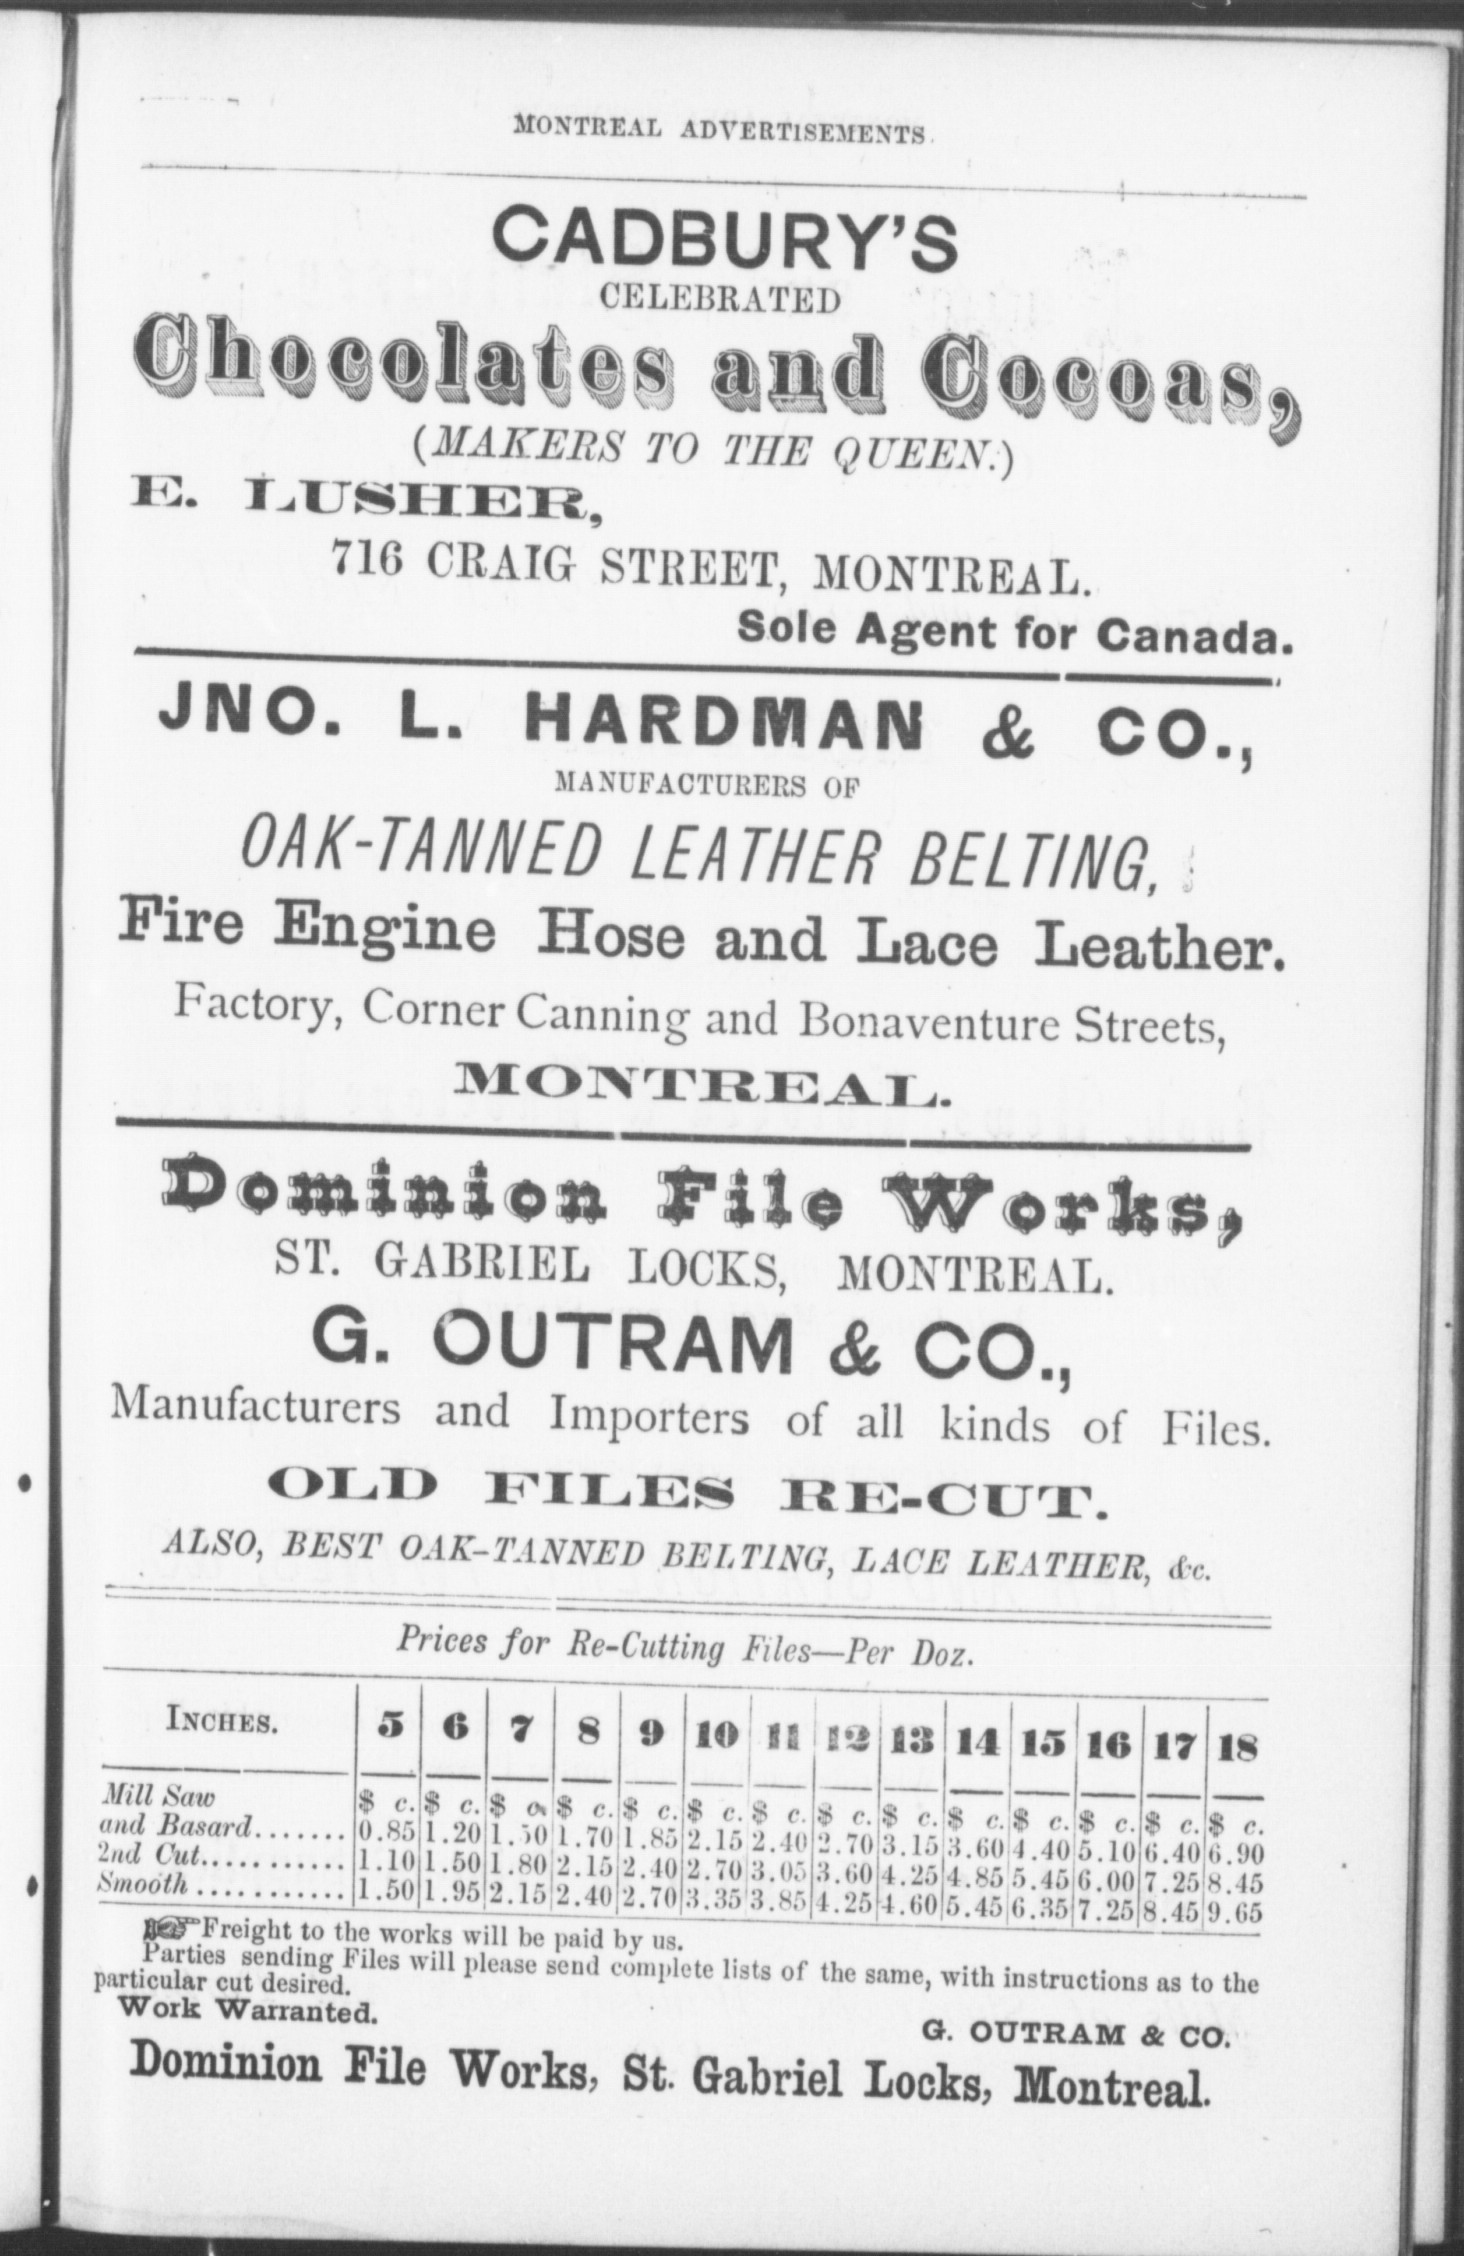 MONTREAL ADVERTISEMENTS.
CADBURY'S
CELEBRATED
Chocolates and Cocoas,
(MAKERS TO THE QUEEN.)
E. LUSHER,
716 CRAIG STREET, MONTREAL.
Sole Agent for Canada.
JNO. L. HARDMAN & CO.,
MANUFACTURERS OF
OAK-TANNED LEATHER BELTING,
Fire Engine Hose and Lace Leather.
Factory, Corner Canning and Bonaventure Streets,
MONTREAL.
Dominion File Works,
ST. GABRIEL LOCKS, MONTREAL.
G. OUTRAM & CO.,
Manufacturers and Importers of all kinds of Files.
OLD FILES RE-CUT.
ALSO, BEST OAK-TANNED BELTING, LACE LEATHER, &c.
Prices for Re-Cutting Files—Per Doz.
INCHES. 5 6 7 8 9 10 11 12 13 14 15 16 17 18
Mill Saw $ c. $ c. $ c. $ c. $ c. $ c. $ c. $ c. $ c. $ c. $ c. $ c. $ c. $ c.
and Basard....... 0.85 1.20 1.50 1.70 1.85 2.15 2.40 2.70 3.15 3.60 4.40 5.10 6.40 6.90
2nd Cut........... 1.10 1.50 1.80 2.15 2.40 2.70 3.05 3.60 4.25 4.85 5.45 6.00 7.25 8.45
Smooth ........... 1.50 1.95 2.15 2.40 2.70 3.35 3.85 4.25 4.60 5.45 6.35 7.25 8.45 9.65
☞Freight to the works will be paid by us.
Parties sending Files will please send complete lists of the same, with instructions as to the
particular cut desired.
Work Warranted.
G. OUTRAM & CO.
Dominion File Works, St. Gabriel Locks, Montreal.